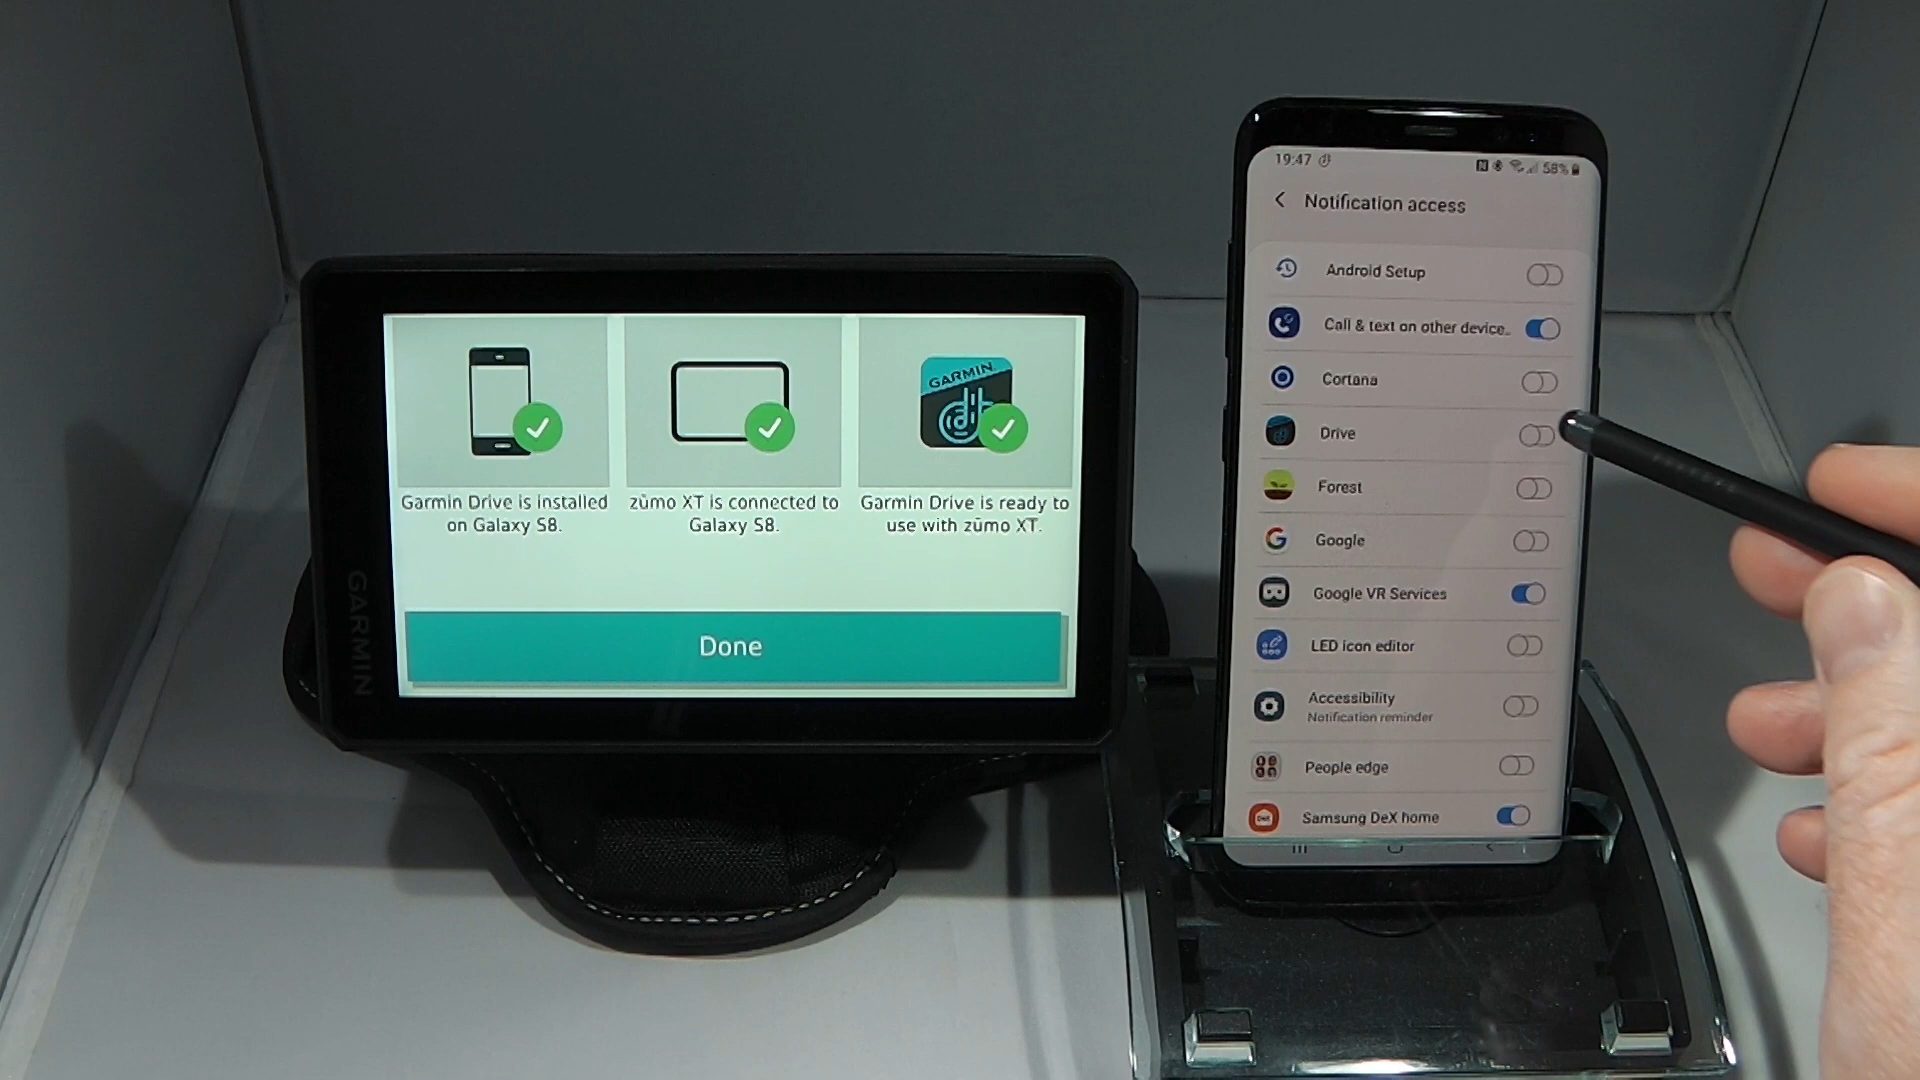 GARMIN
GARMIN
Garmin Drive is installed
on Galaxy S8.
zūmo XT is connected to
Galaxy S8.
Garmin Drive is ready to
use with zūmo XT.
Done
19:47
58%
Notification access
Android Setup
Call & text on other device..
Cortana
Drive
Forest
Google
Google VR Services
LED icon editor
Accessibility
Notification reminder
People edge
Samsung DeX home